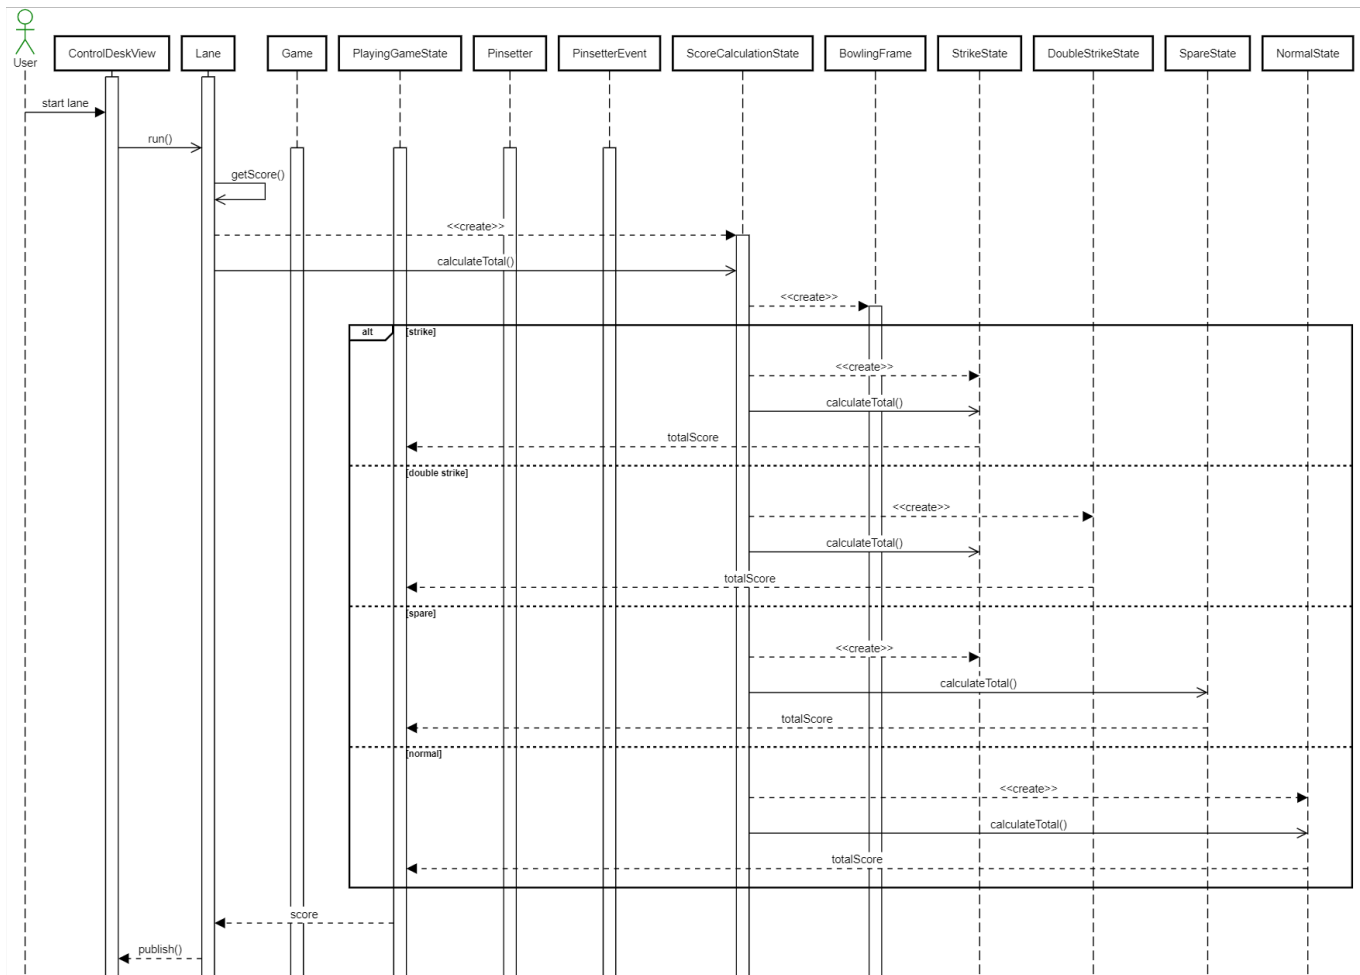 User
ControlDeskView
Lane
Game
PlayingGameState
Pinsetter
PinsetterEvent
ScoreCalculationState
BowlingFrame
StrikeState
DoubleStrikeState
SpareState
NormalState
start lane
run()
getScore()
<<create>>
calculateTotal()
<<create>>
alt
[strike]
<<create>>
calculateTotal()
totalScore
[double strike]
<<create>>
calculateTotal()
totalScore
[spare]
<<create>>
calculateTotal()
totalScore
[normal]
<<create>>
calculateTotal()
totalScore
score
publish()